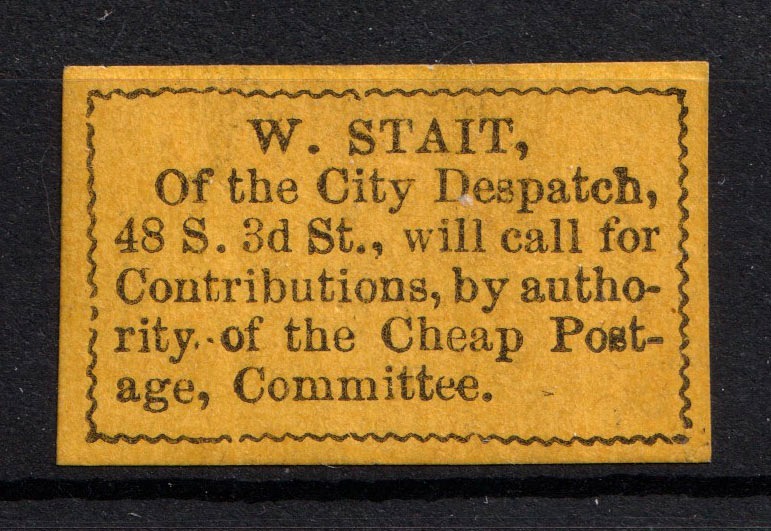 W. STAIT,
Of the City Despatch,
48 S. 3d St., will call for
Contributions, by autho-
rity of the Cheap Post-
age, Committee.